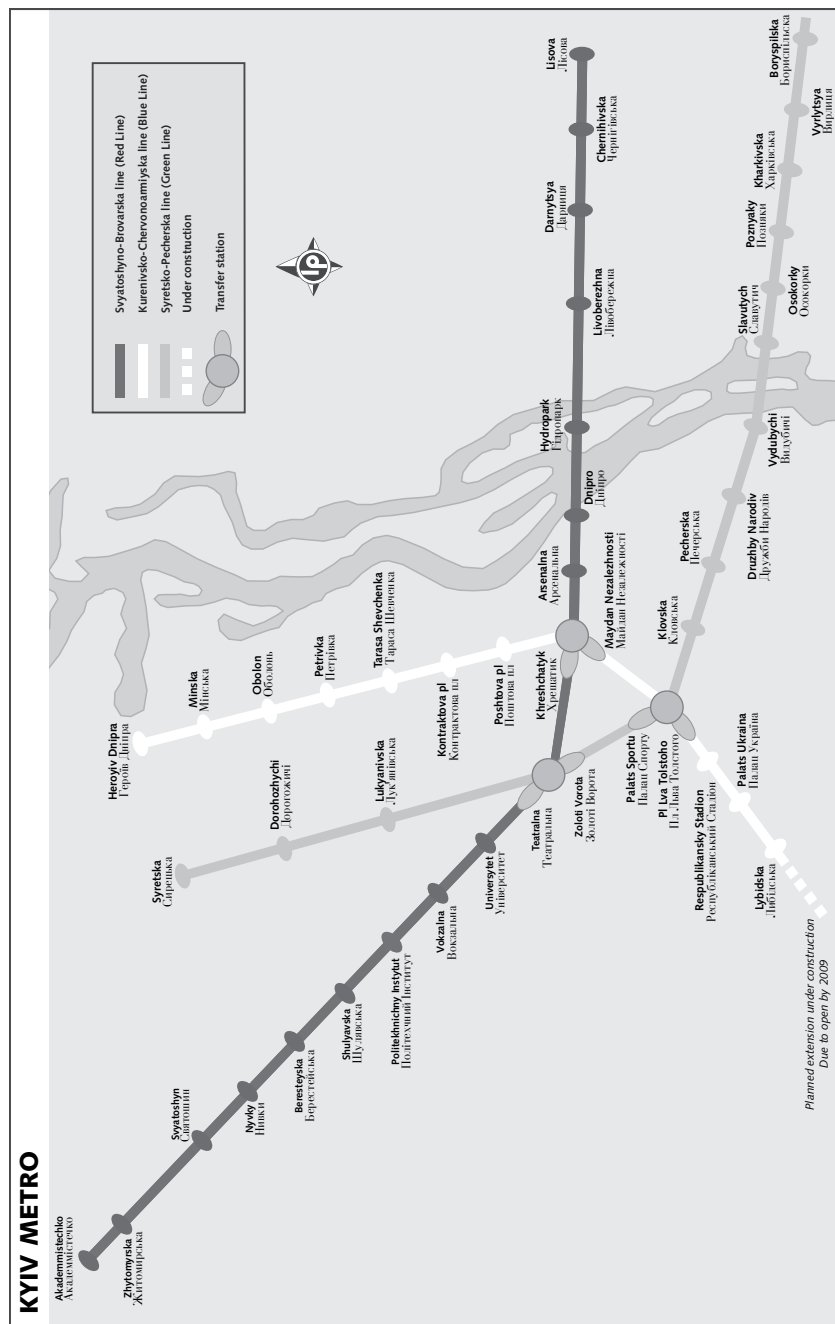 KYIV METRO
Svyatoshyno-Brovarska line (Red Line)
Kurenivsko-Chervonoarmiyska line (Blue Line)
Syretsko-Pecherska line (Green Line)
Under construction
Transfer station
lp
Akademmistechko
Академмістечко
Zhytomyrska
Житомирська
Svyatoshyn
Святошин
Nyvky
Нивки
Beresteyska
Берестейська
Shulyavska
Шулявська
Politekhnichny Instytut
Політехчний Інститут
Vokzalna
Вокзальна
Universytet
Університет
Teatralna
Театральна
Khreshchatyk
Хрещатик
Arsenalna
Арсенальна
Dnipro
Дніпро
Hydropark
Гідропарк
Livoberezhna
Лівобережна
Darnytsya
Дарниця
Chernihivska
Чернігівська
Lisova
Лісова
Heroyiv Dnipra
Героїв Дніпра
Minska
Мінська
Obolon
Оболонь
Petrivka
Петрівка
Tarasa Shevchenka
Тараса Шевченка
Kontraktova pl
Контрактова пл
Poshtova pl
Поштова пл
Maydan Nezalezhnosti
Майдан Незалежності
Pl Lva Tolstoho
Пл Льва Толстого
Respublikansky Stadion
Республіканський Стадіон
Palats Ukraina
Палац Україна
Lybidska
Либідська
Planned extension under construction
Due to open by 2009
Syretska
Сирецька
Dorohozhychi
Дорогожичі
Lukyanivska
Лук'янівська
Zoloti Vorota
Золоті Ворота
Palats Sportu
Палац Спорту
Klovska
Кловська
Pecherska
Печерська
Druzhby Narodiv
Дружби Народів
Vydubychi
Видубичі
Slavutych
Славутич
Osokorky
Осокорки
Poznyaky
Позняки
Kharkivska
Харківська
Vyrlytsya
Вирлиця
Boryspilska
Бориспільска